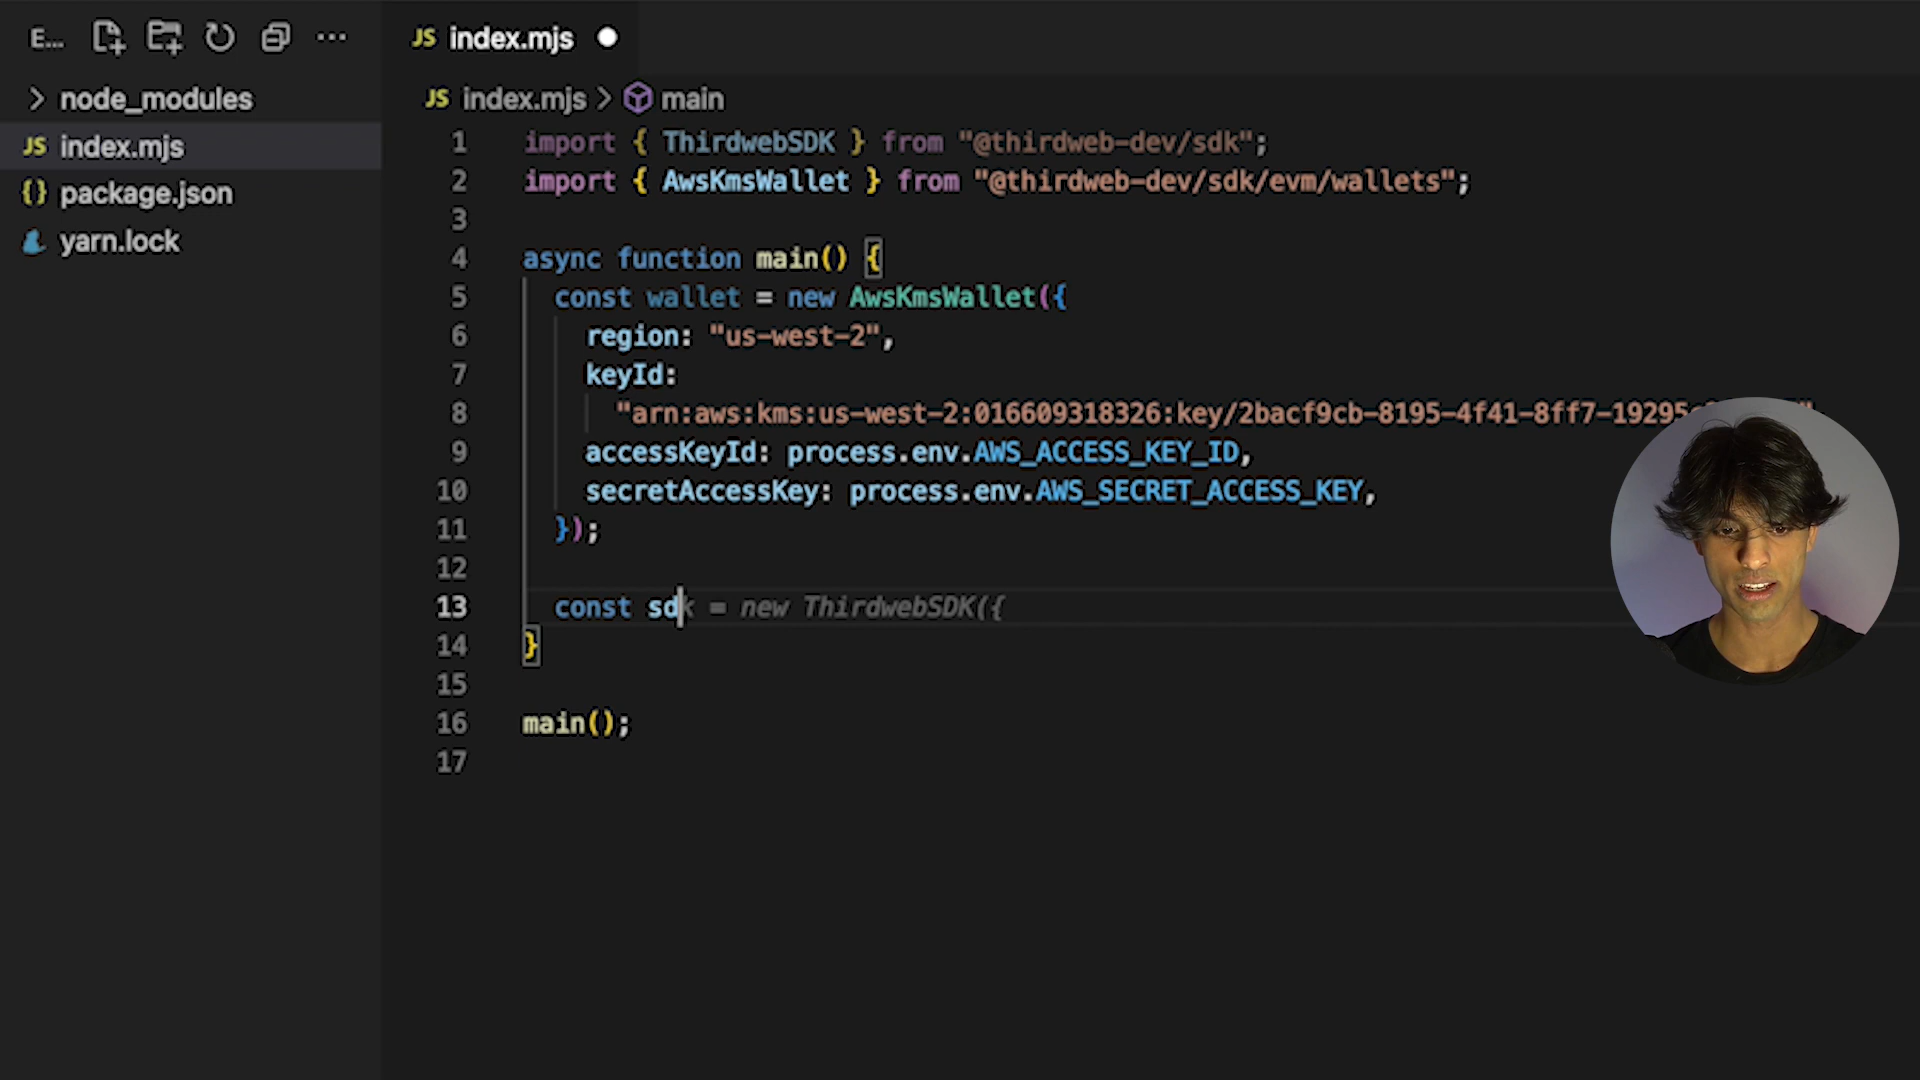 E...
node_modules
JS index.mjs
{} package.json
yarn.lock
JS index.mjs
JS index.mjs > main
1 import { ThirdwebSDK } from "@thirdweb-dev/sdk";
2 import { AwsKmsWallet } from "@thirdweb-dev/sdk/evm/wallets";
3
4 async function main() {
5 const wallet = new AwsKmsWallet({
6 region: "us-west-2",
7 keyId:
8 "arn:aws:kms:us-west-2:016609318326:key/2bacf9cb-8195-4f41-8ff7-19295
9 accessKeyId: process.env.AWS_ACCESS_KEY_ID,
10 secretAccessKey: process.env.AWS_SECRET_ACCESS_KEY,
11 });
12
13 const sdk = new ThirdwebSDK({
14 }
15
16 main();
17